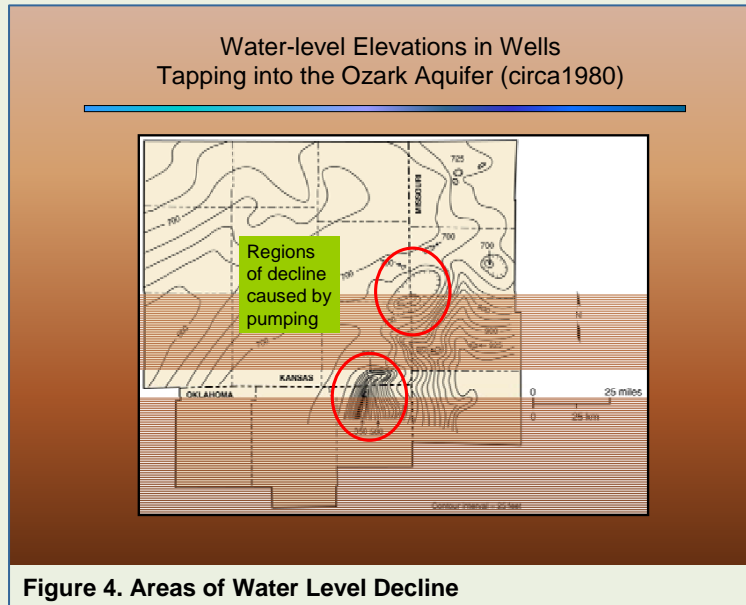 Water-level Elevations in Wells
Tapping into the Ozark Aquifer (circa1980)
725
MISSOURI
700
700
700
Regions
of decline
caused by
pumping
700
700
KANSAS
OKLAHOMA
N
0 25 miles
0 25 km
Contour interval – 25 feet
Figure 4. Areas of Water Level Decline